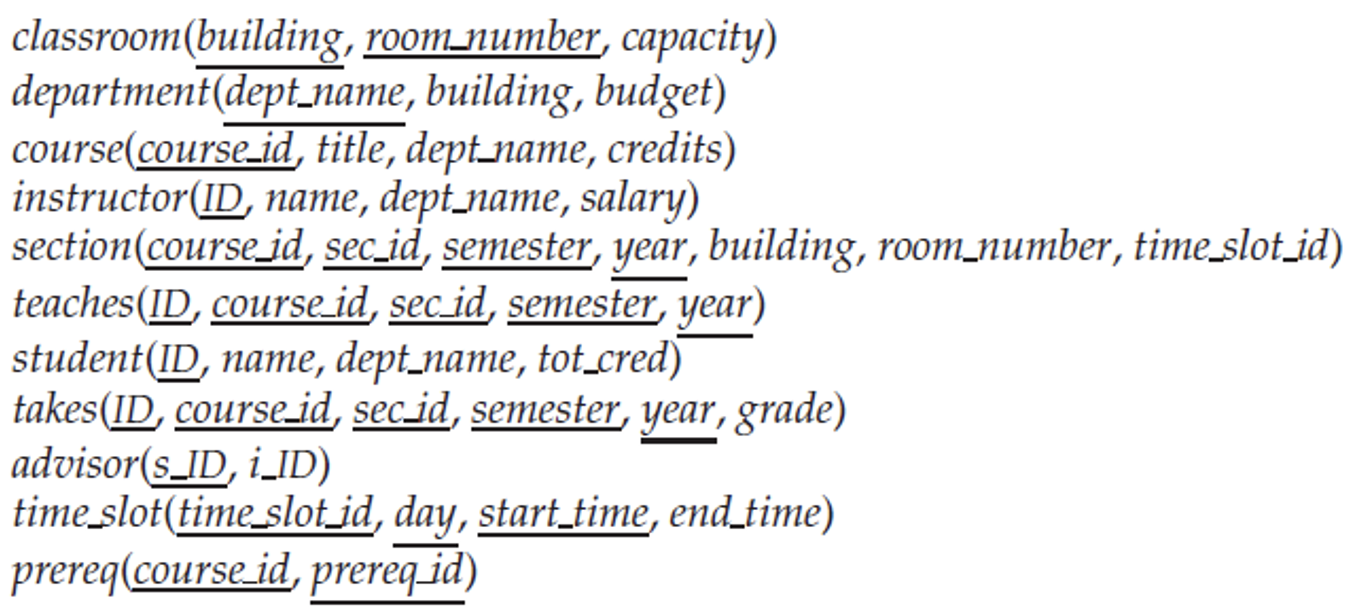 classroom(building, room_number, capacity)
department(dept_name, building, budget)
course(course_id, title, dept_name, credits)
instructor(ID, name, dept_name, salary)
section(course_id, sec_id, semester, year, building, room_number, time_slot_id)
teaches(ID, course_id, sec_id, semester, year)
student(ID, name, dept_name, tot_cred)
takes(ID, course_id, sec_id, semester, year, grade)
advisor(s_ID, i_ID)
time_slot(time_slot_id, day, start_time, end_time)
prereq(course_id, prereq_id)